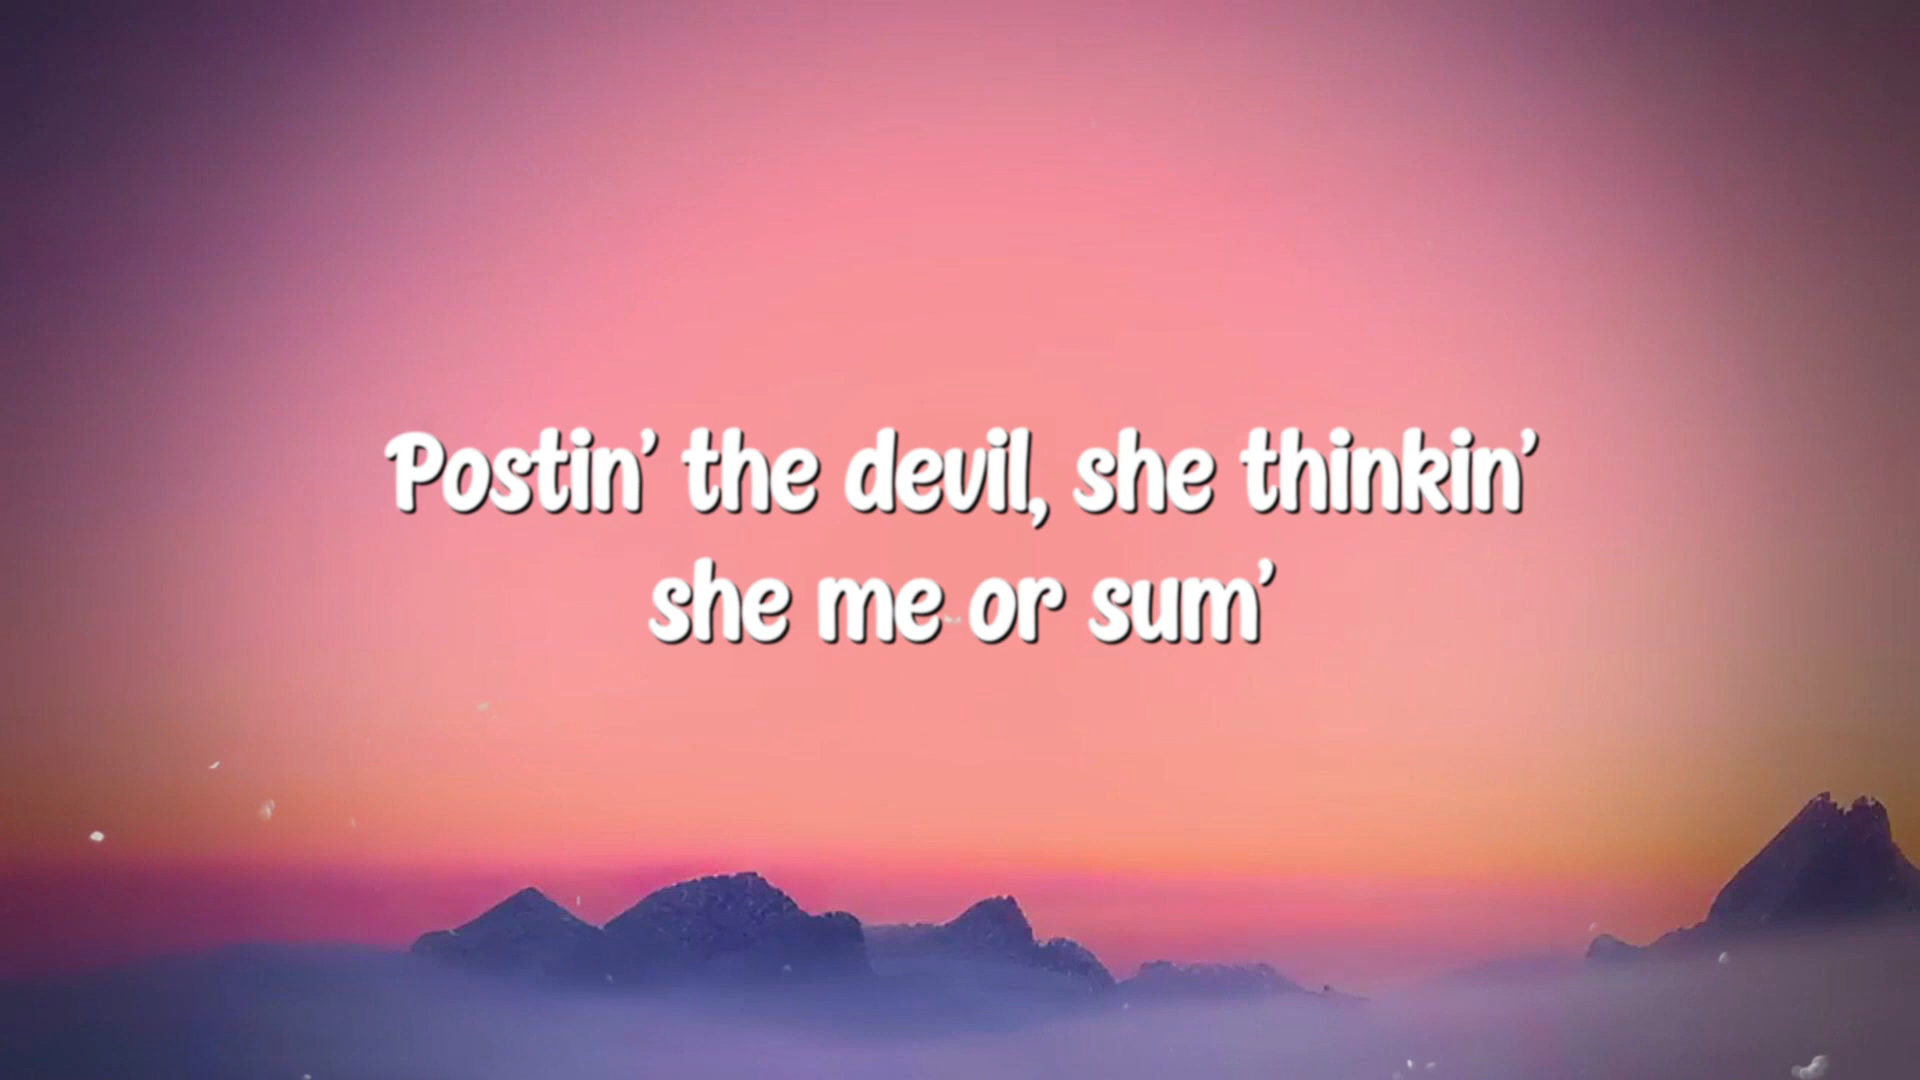 Postin' the devil, she thinkin'
she me or sum'